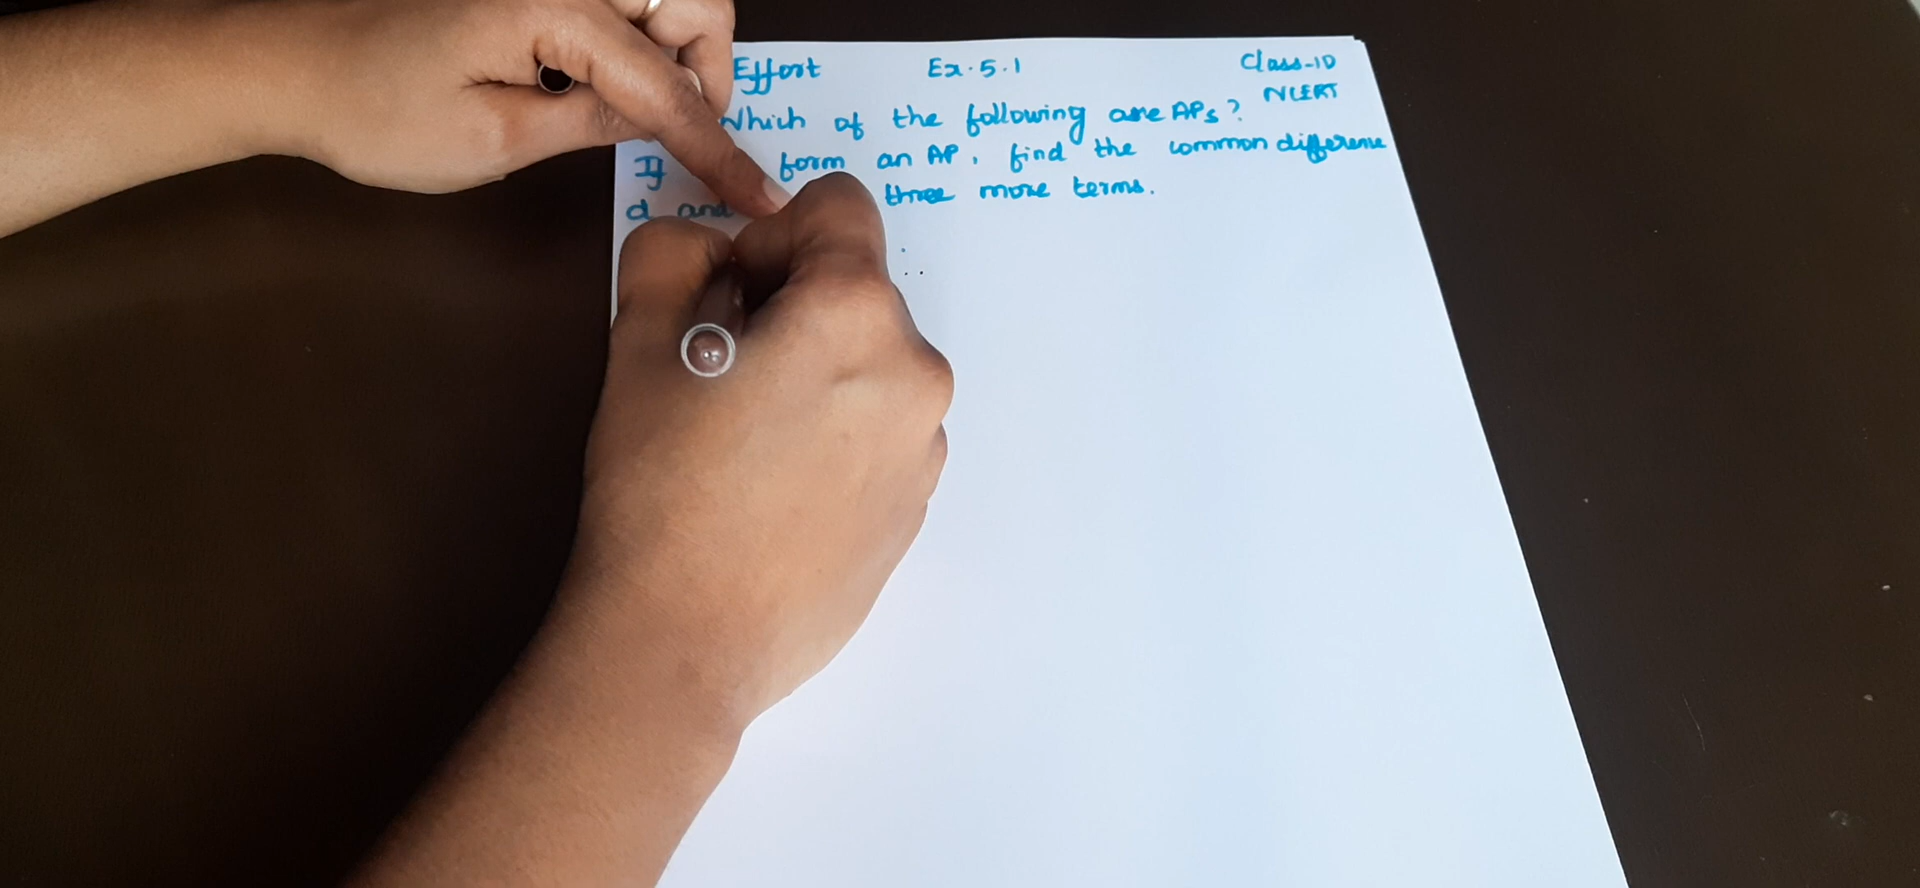 Effort Ex. 5.1 Class-10
NCERT
Which of the following are APs?
If form an AP, find the common difference
d and three more terms.